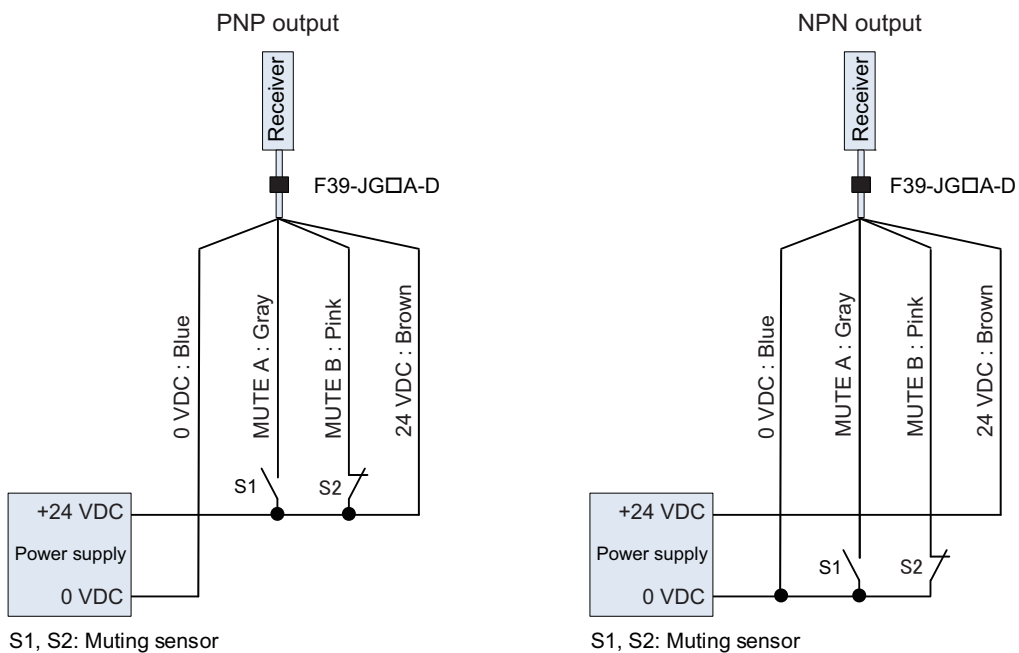 PNP output
Receiver
F39-JG□A-D
0 VDC : Blue
MUTE A : Gray
MUTE B : Pink
24 VDC : Brown
S1
S2
+24 VDC
Power supply
0 VDC
S1, S2: Muting sensor
NPN output
Receiver
F39-JG□A-D
0 VDC : Blue
MUTE A : Gray
MUTE B : Pink
24 VDC : Brown
+24 VDC
Power supply
S1
S2
0 VDC
S1, S2: Muting sensor